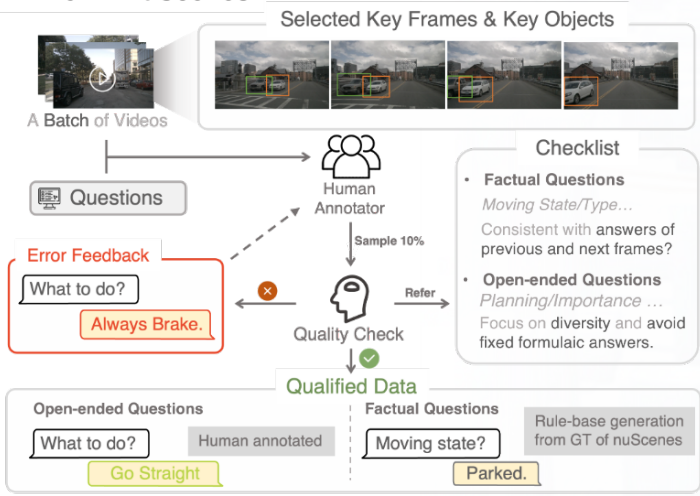 Selected Key Frames & Key Objects
A Batch of Videos
Questions
Human
Annotator
Sample 10%
Checklist
• Factual Questions
Moving State/Type...
Consistent with answers of
previous and next frames?
• Open-ended Questions
Planning/Importance ...
Focus on diversity and avoid
fixed formulaic answers.
Error Feedback
What to do?
Always Brake.
Refer
Quality Check
Qualified Data
Open-ended Questions
What to do?
Human annotated
Go Straight
Factual Questions
Moving state?
Rule-base generation
from GT of nuScenes
Parked.